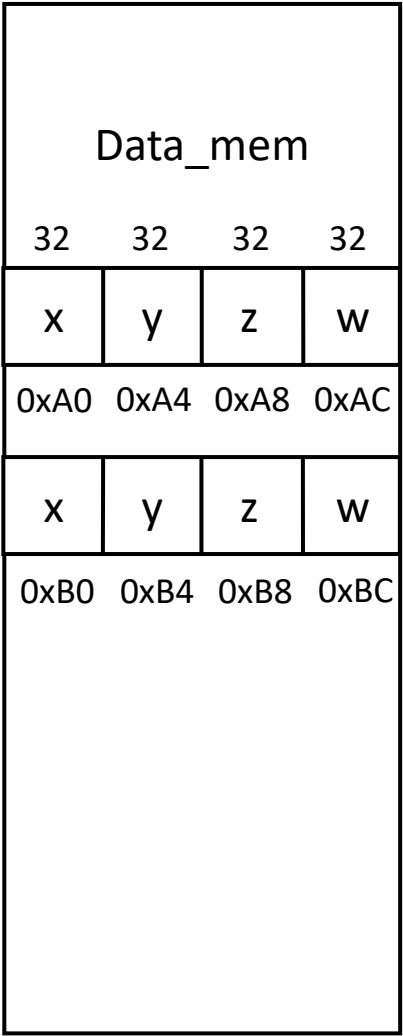 Data_mem
32 32 32 32
x y z w
0xA0 0xA4 0xA8 0xAC
x y z w
0xB0 0xB4 0xB8 0xBC